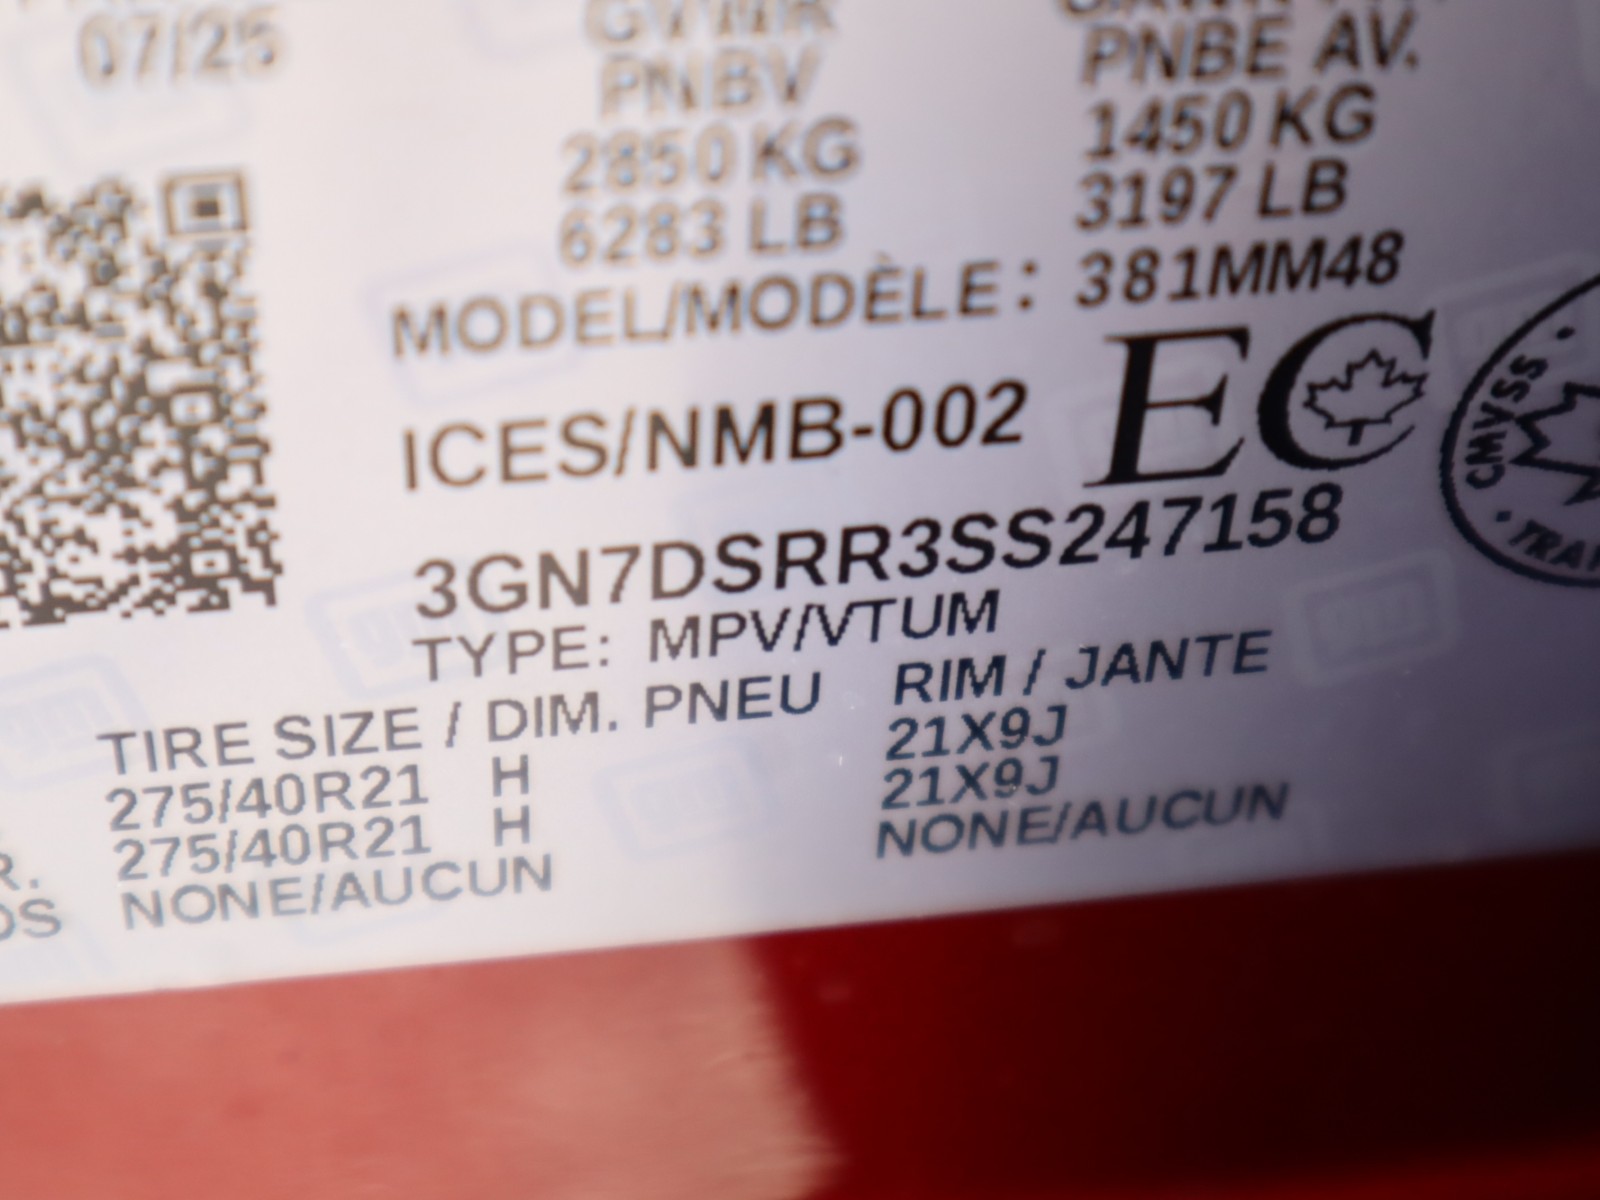 07/25
GVWR
PNBV
2850 KG
6283 LB
PNBE AV.
1450 KG
3197 LB
MODEL/MODÈLE: 381MM48
ICES/NMB-002
EC
CMVSS
3GN7DSRR3SS247158
TYPE: MPV/VTUM
TIRE SIZE / DIM. PNEU RIM / JANTE
275/40R21 H 21X9J
R. 275/40R21 H 21X9J
OS NONE/AUCUN NONE/AUCUN